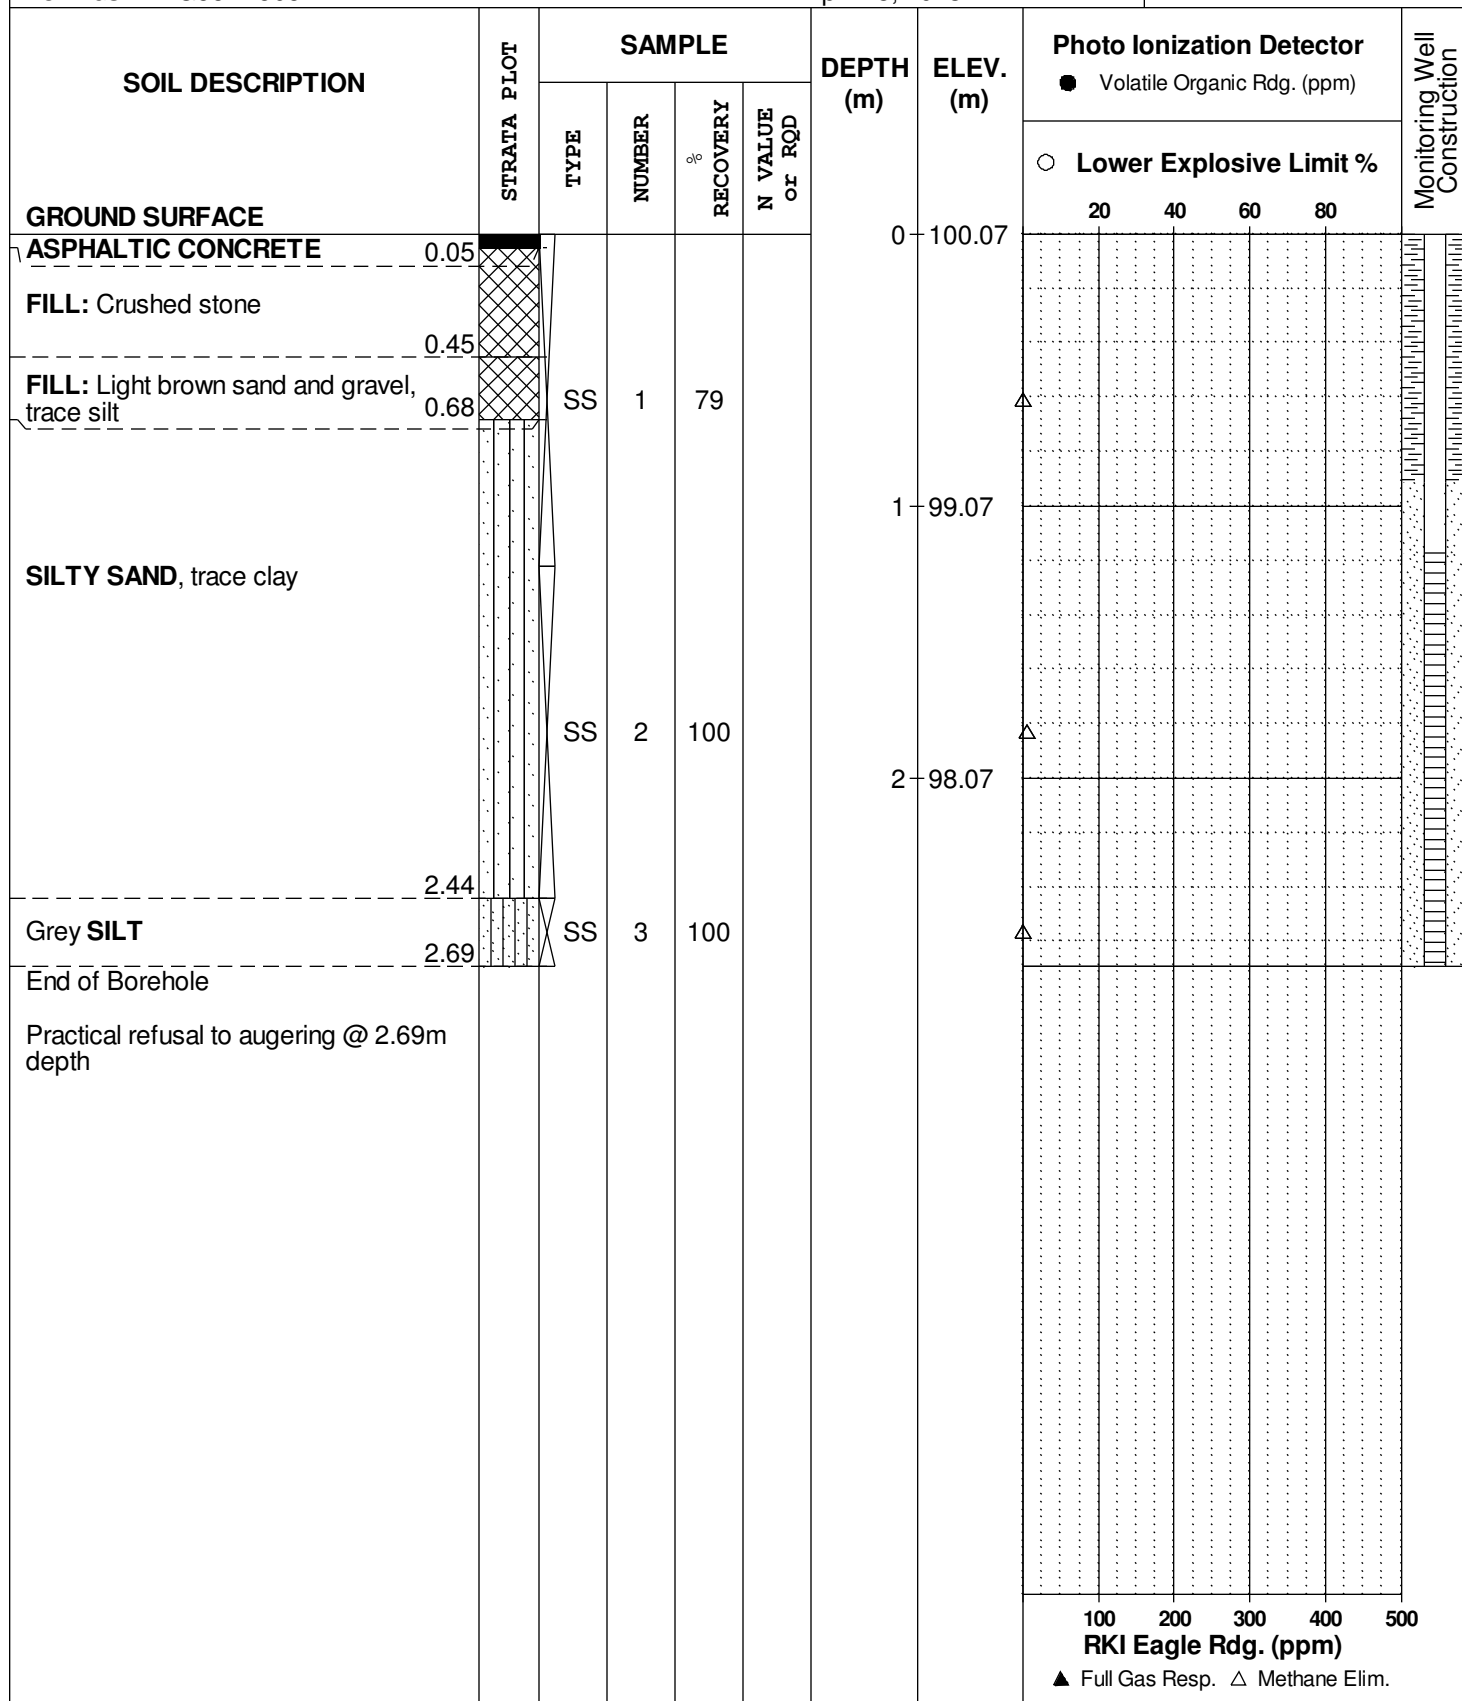 SOIL DESCRIPTION
GROUND SURFACE
STRATA PLOT
SAMPLE
TYPE
NUMBER
%
RECOVERY
N VALUE
or RQD
DEPTH
(m)
ELEV.
(m)
Photo Ionization Detector
● Volatile Organic Rdg. (ppm)
○ Lower Explosive Limit %
20 40 60 80
Monitoring Well
Construction
0 100.07
ASPHALTIC CONCRETE 0.05
FILL: Crushed stone
0.45
FILL: Light brown sand and gravel,
trace silt 0.68
SS 1 79
1 99.07
SILTY SAND, trace clay
SS 2 100
2 98.07
2.44
Grey SILT
2.69
SS 3 100
End of Borehole
Practical refusal to augering @ 2.69m
depth
100 200 300 400 500
RKI Eagle Rdg. (ppm)
▲ Full Gas Resp. △ Methane Elim.